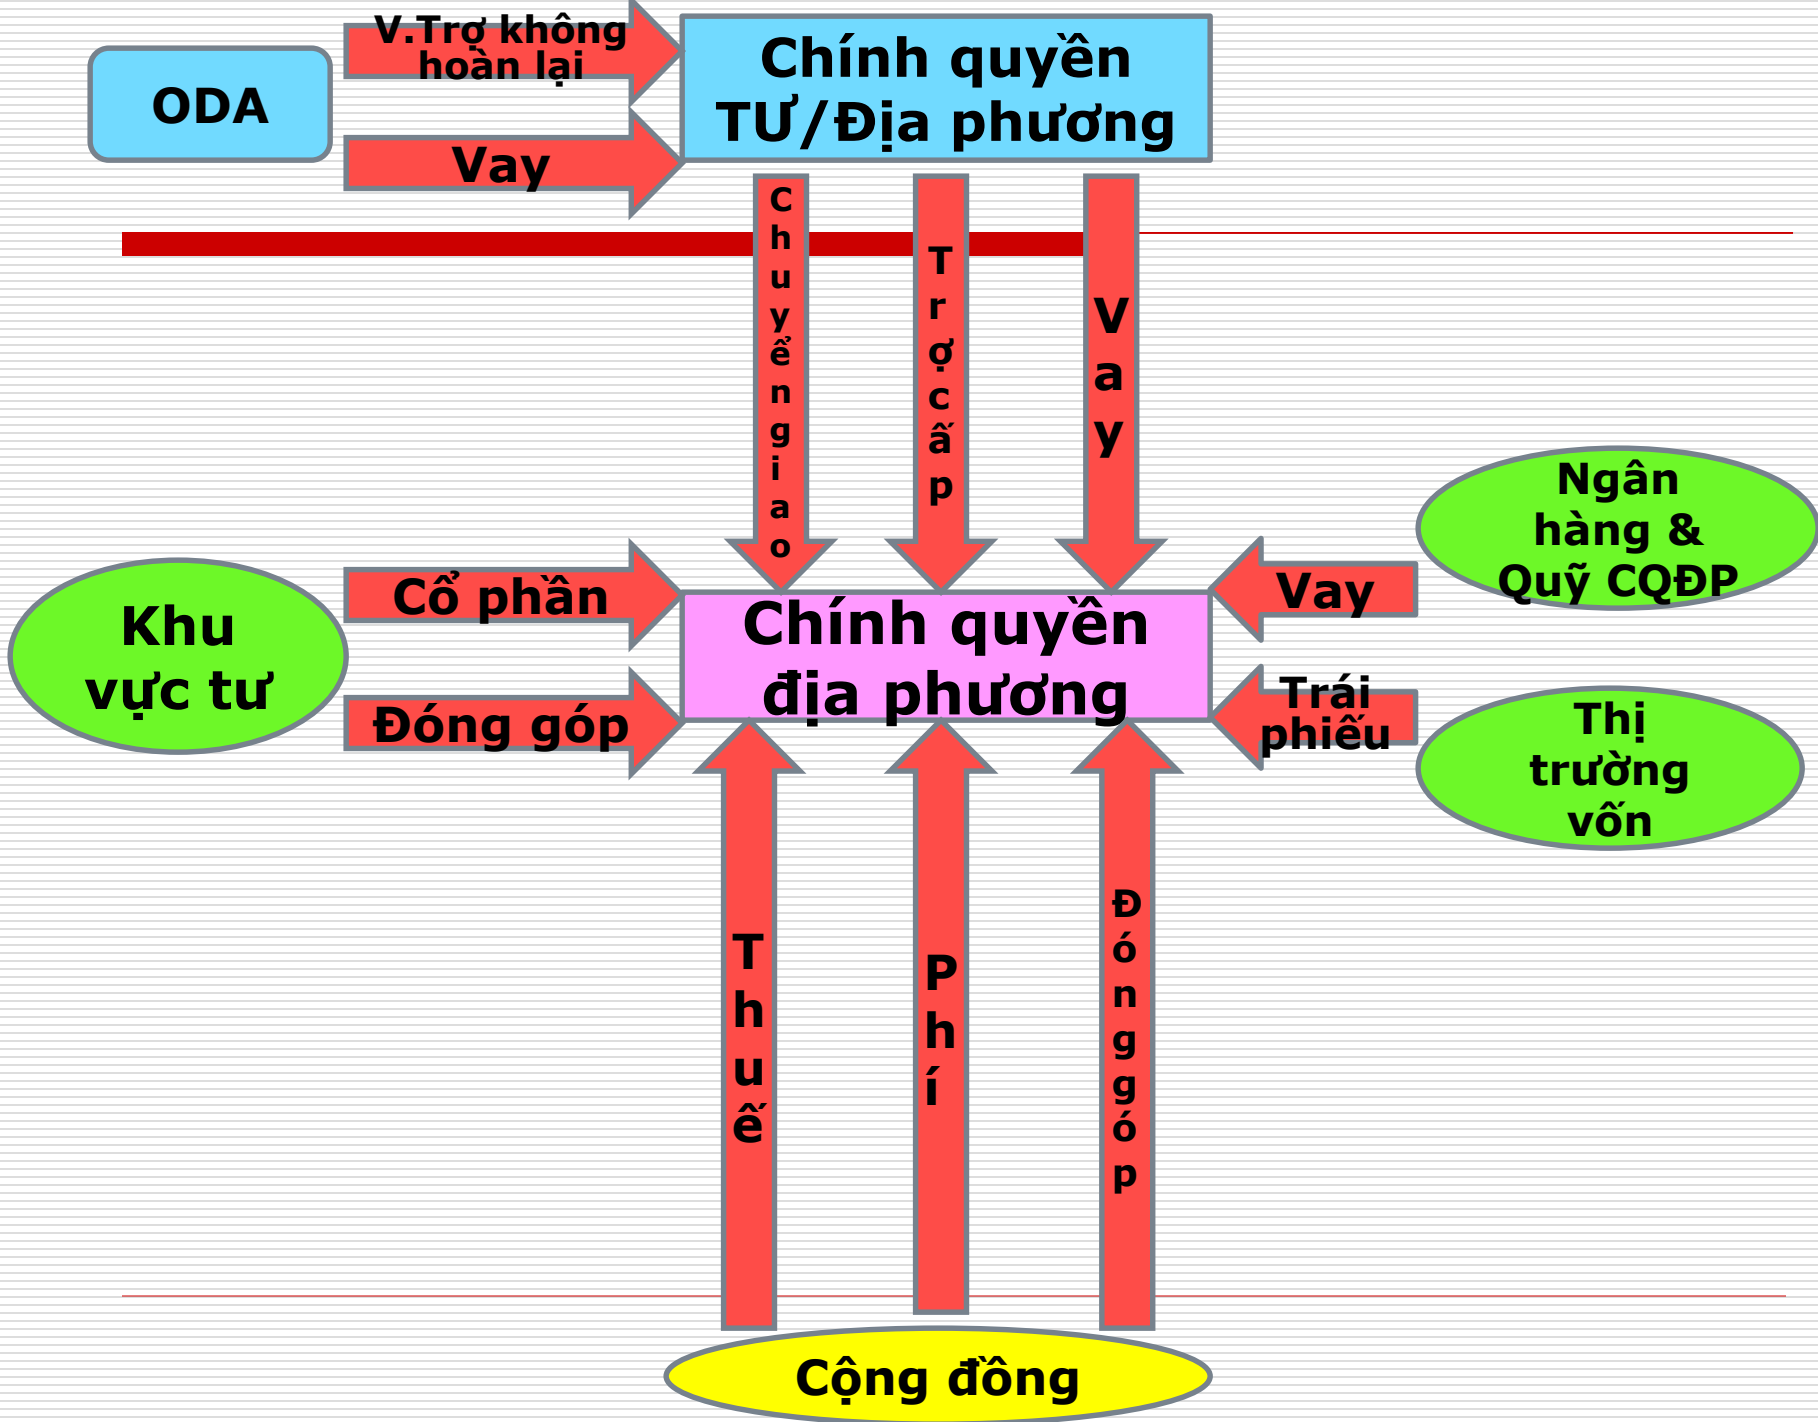 V.Trợ không
hoàn lại
ODA
Vay
Chính quyền
TƯ/Địa phương
Chuyển giao
Trợ cấp
Vay
Khu
vực tư
Cổ phần
Đóng góp
Chính quyền
địa phương
Vay
Trái
phiếu
Ngân
hàng &
Quỹ CQĐP
Thị
trường
vốn
Thuế
Phí
Đóng góp
Cộng đồng